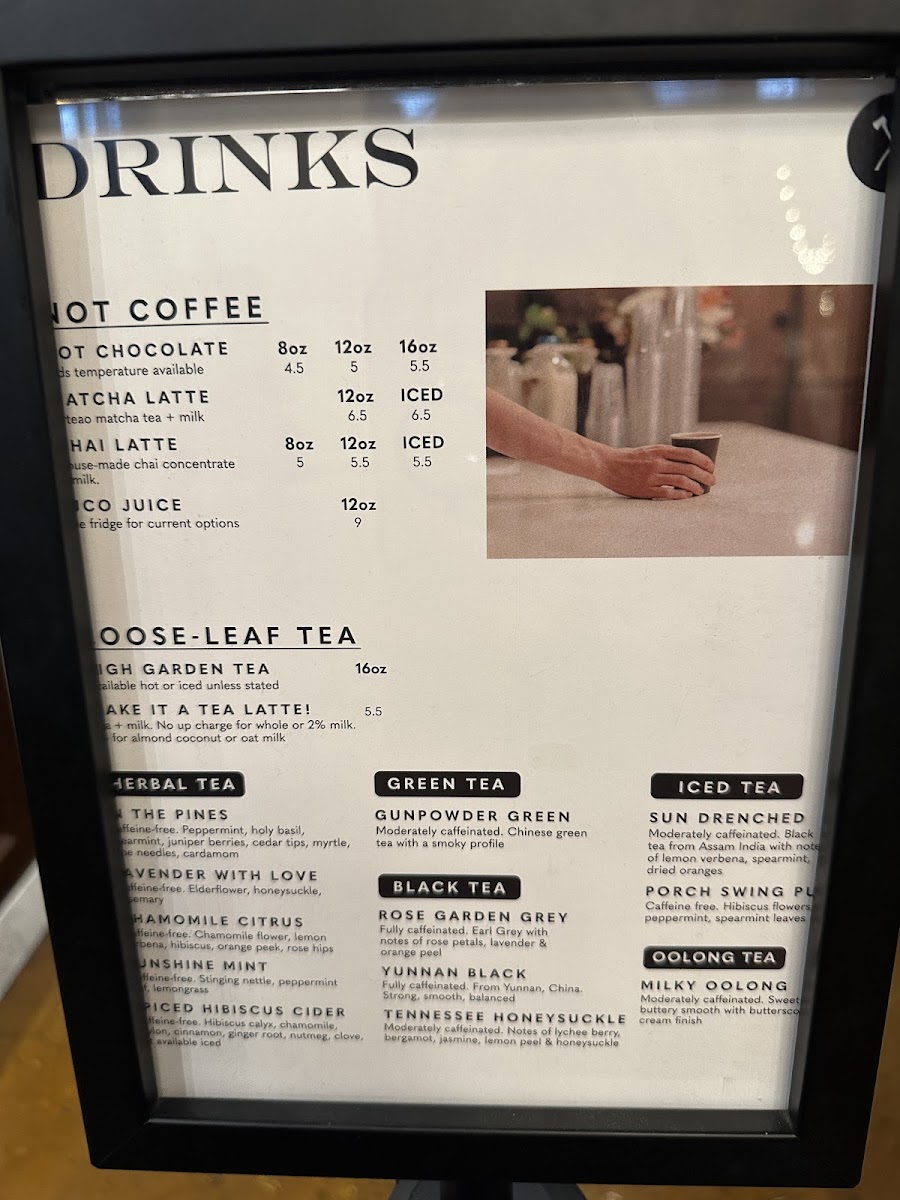 DRINKS
NOT COFFEE
OT CHOCOLATE 8oz 12oz 16oz
ds temperature available 4.5 5 5.5
ATCHA LATTE 12oz ICED
teao matcha tea + milk 6.5 6.5
HAI LATTE 8oz 12oz ICED
ouse-made chai concentrate 5 5.5 5.5
milk.
ICO JUICE 12oz
e fridge for current options 9
OOSE-LEAF TEA
IGH GARDEN TEA 16oz
ailable hot or iced unless stated
AKE IT A TEA LATTE! 5.5
a + milk. No up charge for whole or 2% milk.
for almond coconut or oat milk
HERBAL TEA
N THE PINES
affeine-free. Peppermint, holy basil,
earmint, juniper berries, cedar tips, myrtle,
ne needles, cardamom
AVENDER WITH LOVE
ffeine-free. Elderflower, honeysuckle,
semary
HAMOMILE CITRUS
ffeine-free. Chamomile flower, lemon
rbena, hibiscus, orange peek, rose hips
UNSHINE MINT
ffeine-free. Stinging nettle, peppermint
f, lemongrass
PICED HIBISCUS CIDER
ffeine-free. Hibiscus calyx, chamomile,
ylon, cinnamon, ginger root, nutmeg, clove,
t available iced
GREEN TEA
GUNPOWDER GREEN
Moderately caffeinated. Chinese green
tea with a smoky profile
BLACK TEA
ROSE GARDEN GREY
Fully caffeinated. Earl Grey with
notes of rose petals, lavender &
orange peel
YUNNAN BLACK
Fully caffeinated. From Yunnan, China.
Strong, smooth, balanced
TENNESSEE HONEYSUCKLE
Moderately caffeinated. Notes of lychee berry,
bergamot, jasmine, lemon peel & honeysuckle
ICED TEA
SUN DRENCHED
Moderately caffeinated. Black
tea from Assam India with note
of lemon verbena, spearmint,
dried oranges
PORCH SWING PU
Caffeine free. Hibiscus flowers
peppermint, spearmint leaves
OOLONG TEA
MILKY OOLONG
Moderately caffeinated. Sweet
buttery smooth with buttersco
cream finish